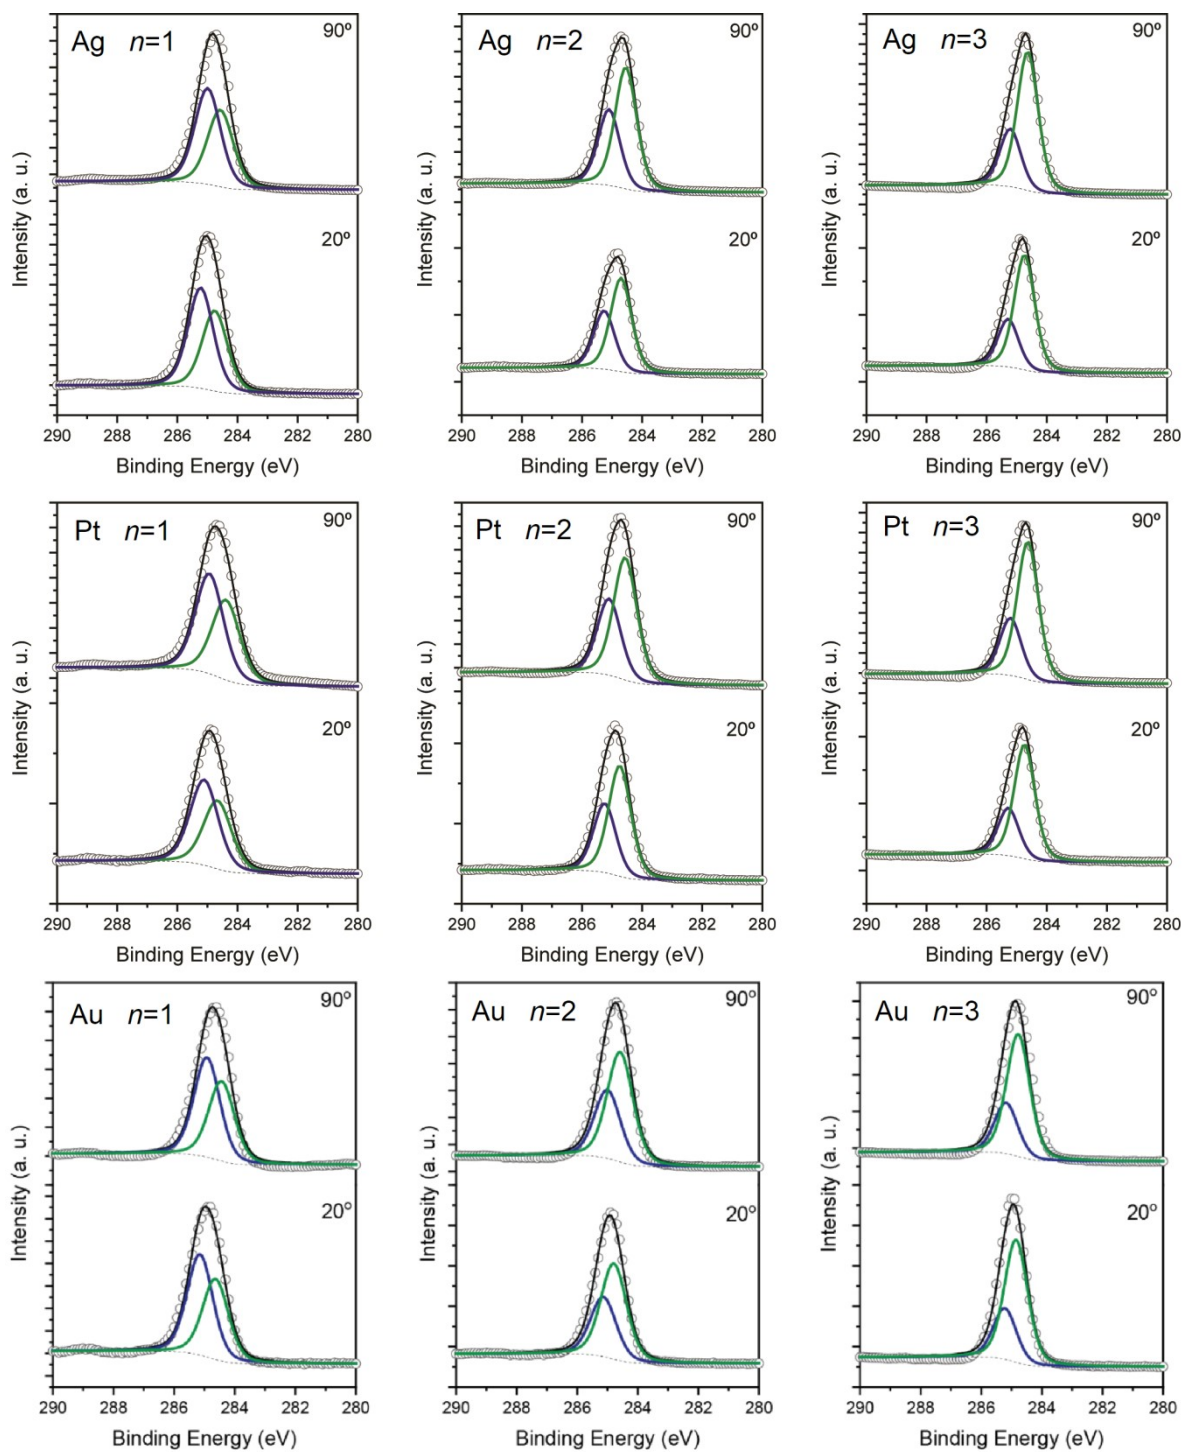 Ag n=1
90º
20º
Intensity (a. u.)
290 288 286 284 282 280
Binding Energy (eV)
Ag n=2
90º
20º
Intensity (a. u.)
290 288 286 284 282 280
Binding Energy (eV)
Ag n=3
90º
20º
Intensity (a. u.)
290 288 286 284 282 280
Binding Energy (eV)
Pt n=1
90º
20º
Intensity (a. u.)
290 288 286 284 282 280
Binding Energy (eV)
Pt n=2
90º
20º
Intensity (a. u.)
290 288 286 284 282 280
Binding Energy (eV)
Pt n=3
90º
20º
Intensity (a. u.)
290 288 286 284 282 280
Binding Energy (eV)
Au n=1
90º
20º
Intensity (a. u.)
290 288 286 284 282 280
Binding Energy (eV)
Au n=2
90º
20º
Intensity (a. u.)
290 288 286 284 282 280
Binding Energy (eV)
Au n=3
90º
20º
Intensity (a. u.)
290 288 286 284 282 280
Binding Energy (eV)